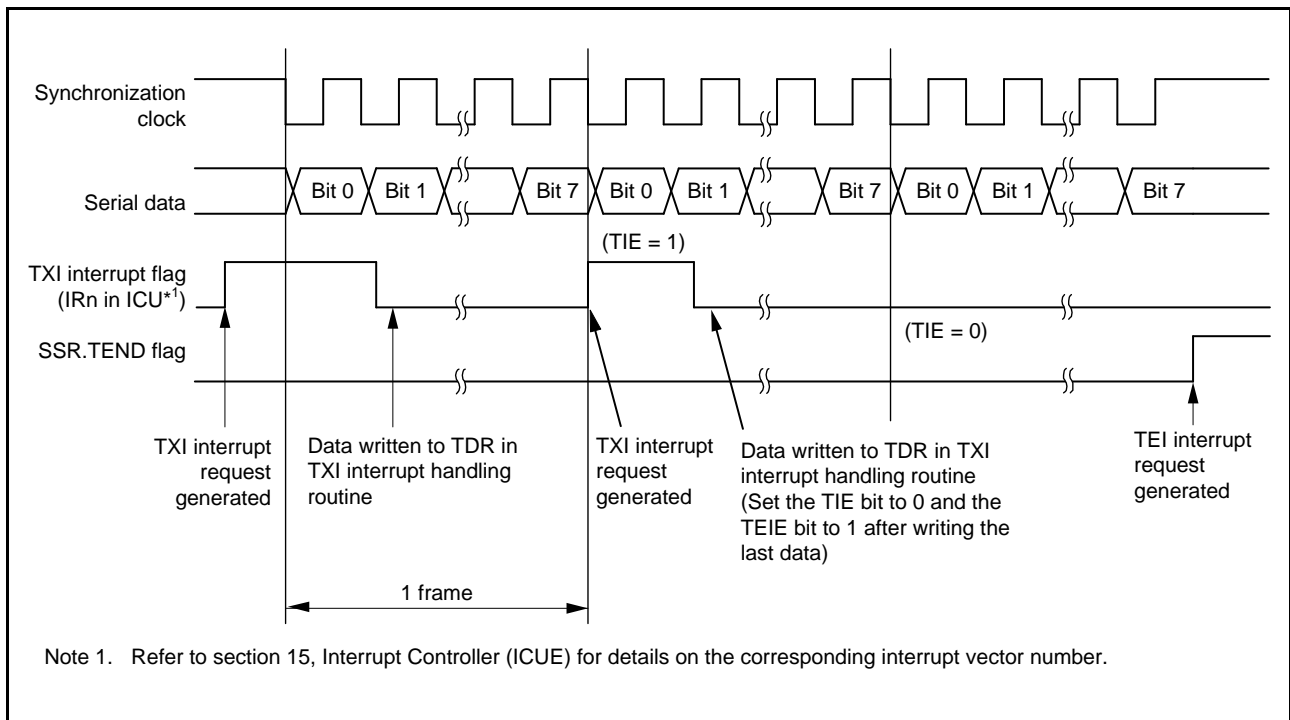 Synchronization
clock
Serial data
Bit 0 Bit 1 Bit 7 Bit 0 Bit 1 Bit 7 Bit 0 Bit 1 Bit 7
(TIE = 1)
TXI interrupt flag
(IRn in ICU*1)
(TIE = 0)
SSR.TEND flag
TXI interrupt
request
generated
Data written to TDR in
TXI interrupt handling
routine
TXI interrupt
request
generated
Data written to TDR in TXI
interrupt handling routine
(Set the TIE bit to 0 and the
TEIE bit to 1 after writing the
last data)
TEI interrupt
request
generated
1 frame
Note 1. Refer to section 15, Interrupt Controller (ICUE) for details on the corresponding interrupt vector number.